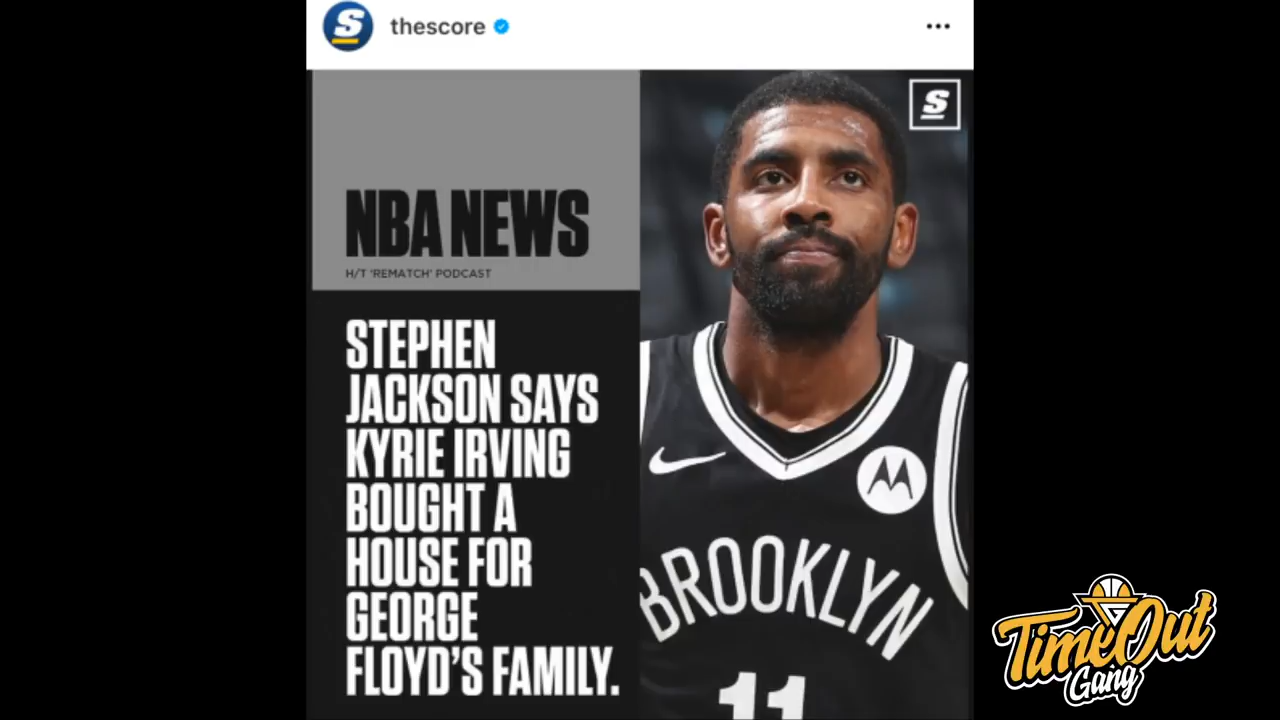 thescore
S
NBA NEWS
H/T 'REMATCH' PODCAST
STEPHEN
JACKSON SAYS
KYRIE IRVING
BOUGHT A
HOUSE FOR
GEORGE
FLOYD'S FAMILY.
S
BROOKLYN
11
TimeOut
Gang